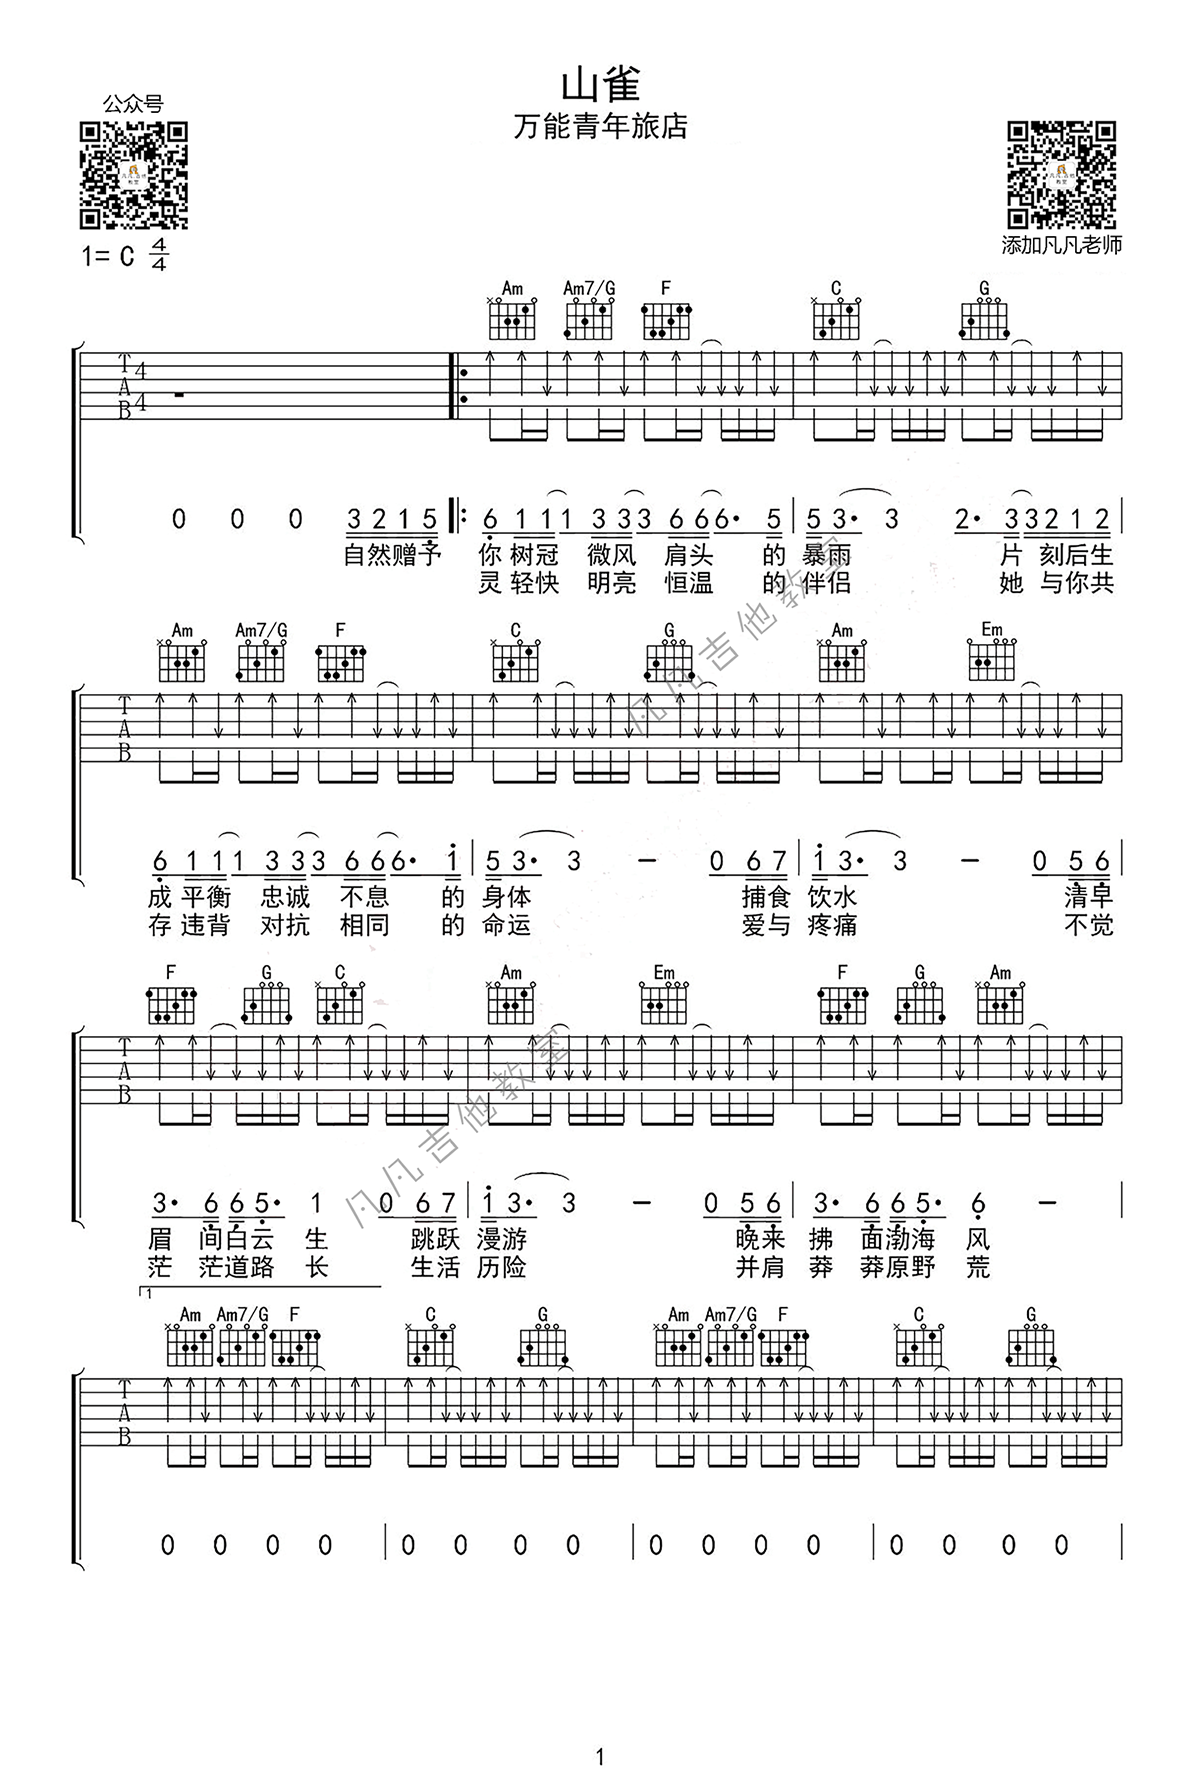 山雀
万能青年旅店
公众号
添加凡凡老师
1= C 4/4
Am Am7/G F C G
T A B 4 4
0 0 0 3 2 1 5 6 1 1 1 3 3 3 6 6 6· 5 5 3· 3 2· 3 3 2 1 2
自然赠予 你 树冠 微风 肩头 的 暴雨 片 刻后生
灵 轻快 明亮 恒温 的 伴侣 她 与你共
Am Am7/G F C G Am Em
T A B
6 1 1 1 3 3 3 6 6 6· i 5 3· 3 – 0 6 7 i 3· 3 – 0 5 6
成 平衡 忠诚 不息 的 身体 捕食 饮水 清早
存 违背 对抗 相同 的 命运 爱与 疼痛 不觉
F G C Am Em F G Am
T A B
3· 6 6 5· 1 0 6 7 i 3· 3 – 0 5 6 3· 6 6 5· 6 –
眉 间白云 生 跳跃 漫游 晚来 拂 面渤海 风
茫 茫道路 长 生活 历险 并肩 莽 莽原野 荒
1
Am Am7/G F C G Am Am7/G F C G
T A B
0 0 0 0 0 0 0 0 0 0 0 0 0 0 0 0
凡凡吉他教室
凡凡吉他教室
1